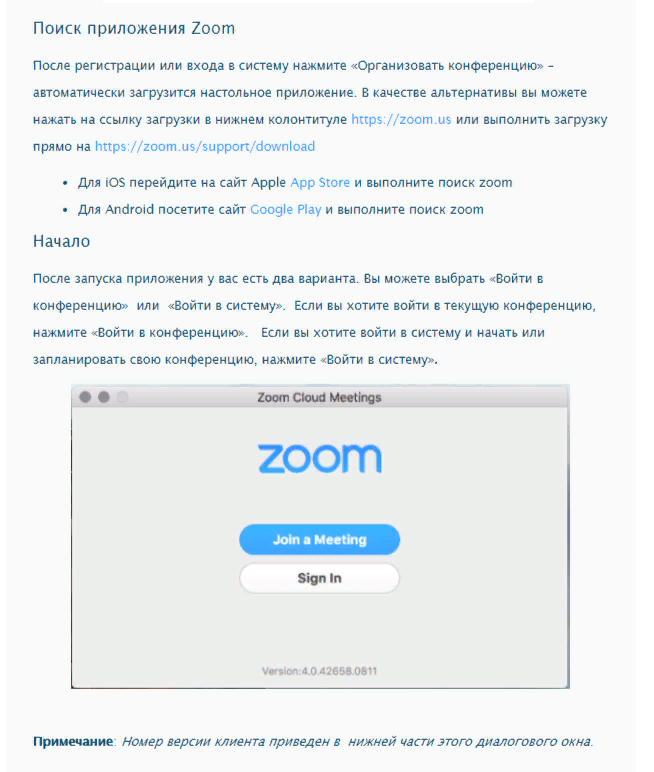 Поиск приложения Zoom
После регистрации или входа в систему нажмите «Организовать конференцию» –
автоматически загрузится настольное приложение. В качестве альтернативы вы можете
нажать на ссылку загрузки в нижнем колонтитуле https://zoom.us или выполнить загрузку
прямо на https://zoom.us/support/download
• Для iOS перейдите на сайт Apple App Store и выполните поиск zoom
• Для Android посетите сайт Google Play и выполните поиск zoom
Начало
После запуска приложения у вас есть два варианта. Вы можете выбрать «Войти в
конференцию» или «Войти в систему». Если вы хотите войти в текущую конференцию,
нажмите «Войти в конференцию». Если вы хотите войти в систему и начать или
запланировать свою конференцию, нажмите «Войти в систему».
Zoom Cloud Meetings
zoom
Join a Meeting
Sign In
Version:4.0.42658.0811
Примечание: Номер версии клиента приведен в нижней части этого диалогового окна.